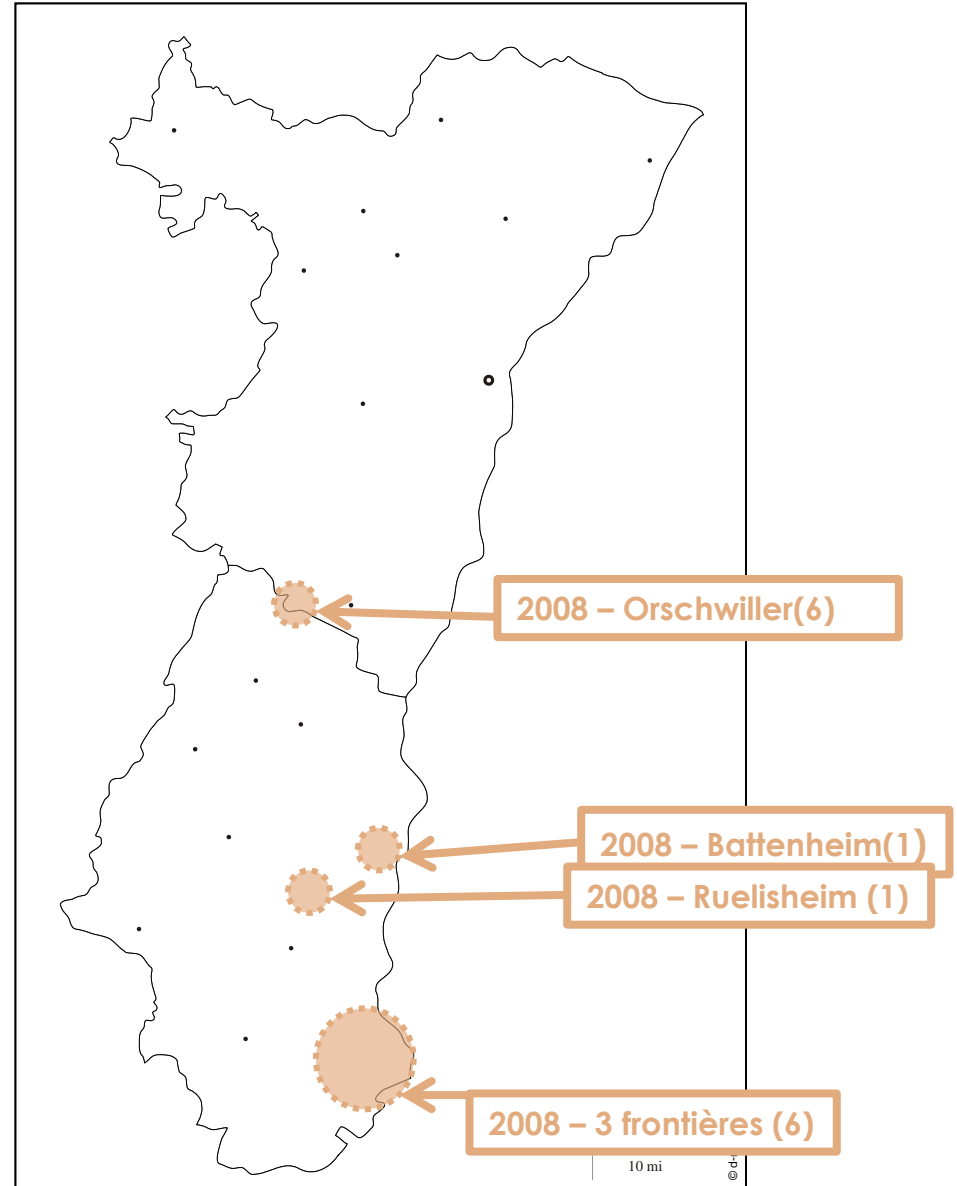 2008 – Orschwiller(6)
2008 – Battenheim(1)
2008 – Ruelisheim (1)
2008 – 3 frontières (6)
10 mi